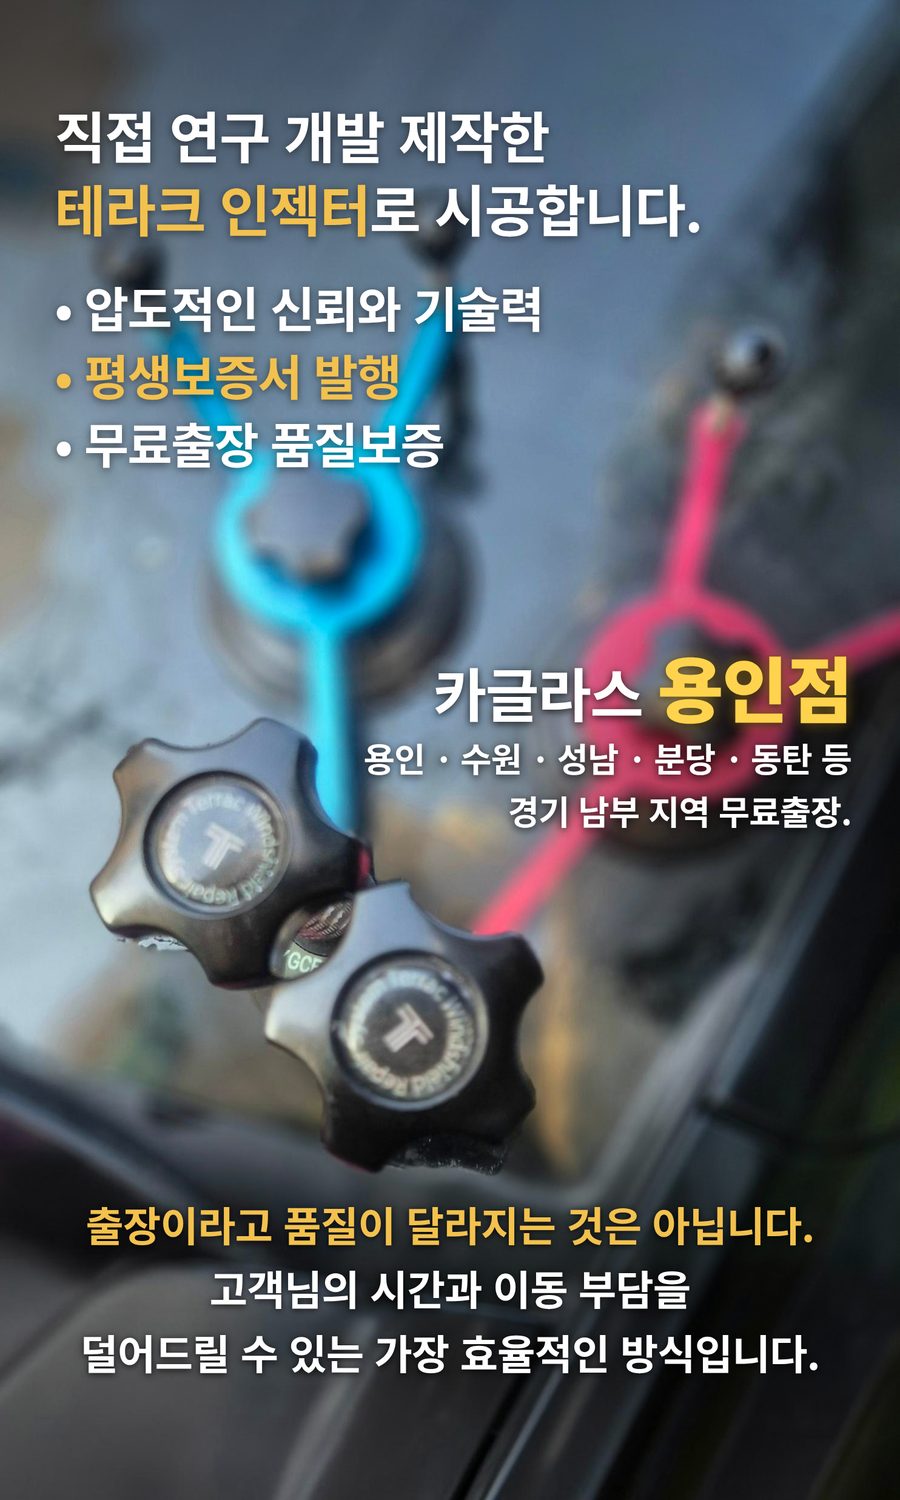 직접 연구 개발 제작한
테라크 인젝터로 시공합니다.
• 압도적인 신뢰와 기술력
• 평생보증서 발행
• 무료출장 품질보증
카글라스 용인점
용인 · 수원 · 성남 · 분당 · 동탄 등
경기 남부 지역 무료출장.
Terrac Windshield Repair
Terrac Windshield Repair
출장이라고 품질이 달라지는 것은 아닙니다.
고객님의 시간과 이동 부담을
덜어드릴 수 있는 가장 효율적인 방식입니다.